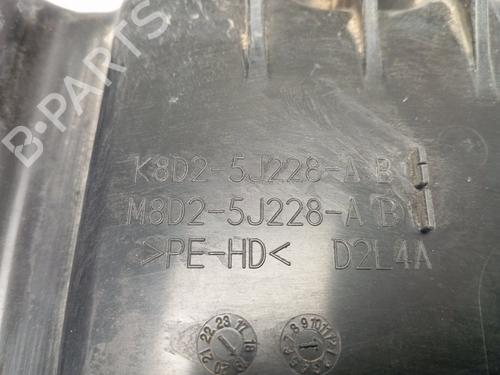 B-PARTS
K8D2-5J228-A B
M8D2-5J228-A B
>PE-HD< D2L4A